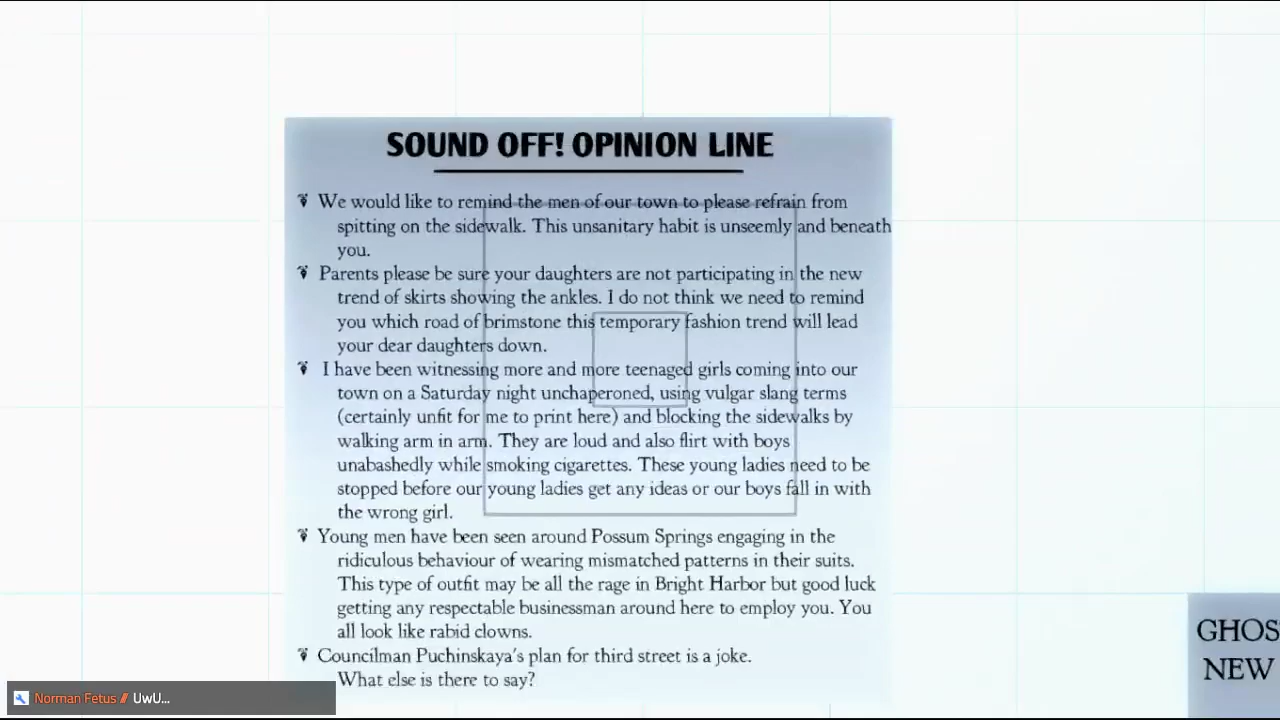 SOUND OFF! OPINION LINE
We would like to remind the men of our town to please refrain from
spitting on the sidewalk. This unsanitary habit is unseemly and beneath
you.
Parents please be sure your daughters are not participating in the new
trend of skirts showing the ankles. I do not think we need to remind
you which road of brimstone this temporary fashion trend will lead
your dear daughters down.
I have been witnessing more and more teenaged girls coming into our
town on a Saturday night unchaperoned, using vulgar slang terms
(certainly unfit for me to print here) and blocking the sidewalks by
walking arm in arm. They are loud and also flirt with boys
unabashedly while smoking cigarettes. These young ladies need to be
stopped before our young ladies get any ideas or our boys fall in with
the wrong girl.
Young men have been seen around Possum Springs engaging in the
ridiculous behaviour of wearing mismatched patterns in their suits.
This type of outfit may be all the rage in Bright Harbor but good luck
getting any respectable businessman around here to employ you. You
all look like rabid clowns.
Councilman Puchinskaya's plan for third street is a joke.
What else is there to say?
GHOS
NEW
Norman Fetus // UwU...